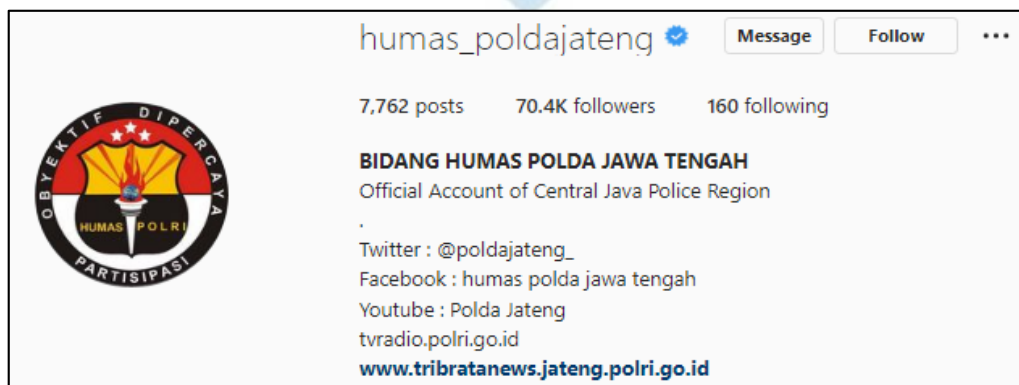 humas_poldajateng Message Follow
7,762 posts 70.4K followers 160 following
BIDANG HUMAS POLDA JAWA TENGAH
Official Account of Central Java Police Region
.
Twitter : @poldajateng_
Facebook : humas polda jawa tengah
Youtube : Polda Jateng
tvradio.polri.go.id
www.tribratanews.jateng.polri.go.id
OBYEKTIF DIPERCAYA
HUMAS POLRI
PARTISIPASI